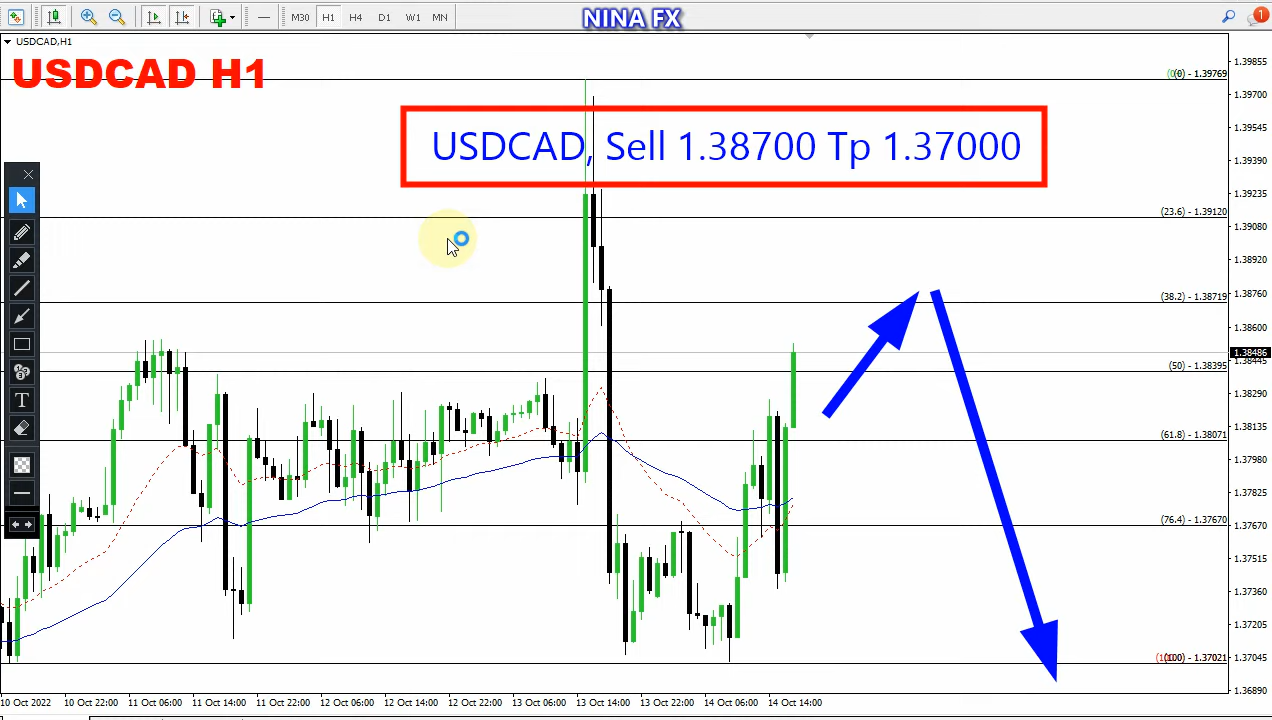 M30 H1 H4 D1 W1 MN
NINA FX
1
USDCAD,H1
USDCAD H1
USDCAD, Sell 1.38700 Tp 1.37000
(0) - 1.39769
(23.6) - 1.39120
(38.2) - 1.38719
(50) - 1.38395
(61.8) - 1.38071
(76.4) - 1.37670
(100) - 1.37021
1.39855
1.39700
1.39545
1.39390
1.39235
1.39080
1.38920
1.38760
1.38600
1.38486
1.38445
1.38290
1.38135
1.37980
1.37825
1.37670
1.37515
1.37360
1.37205
1.37045
1.36890
T
10 Oct 2022 10 Oct 22:00 11 Oct 06:00 11 Oct 14:00 11 Oct 22:00 12 Oct 06:00 12 Oct 14:00 12 Oct 22:00 13 Oct 06:00 13 Oct 14:00 13 Oct 22:00 14 Oct 06:00 14 Oct 14:00